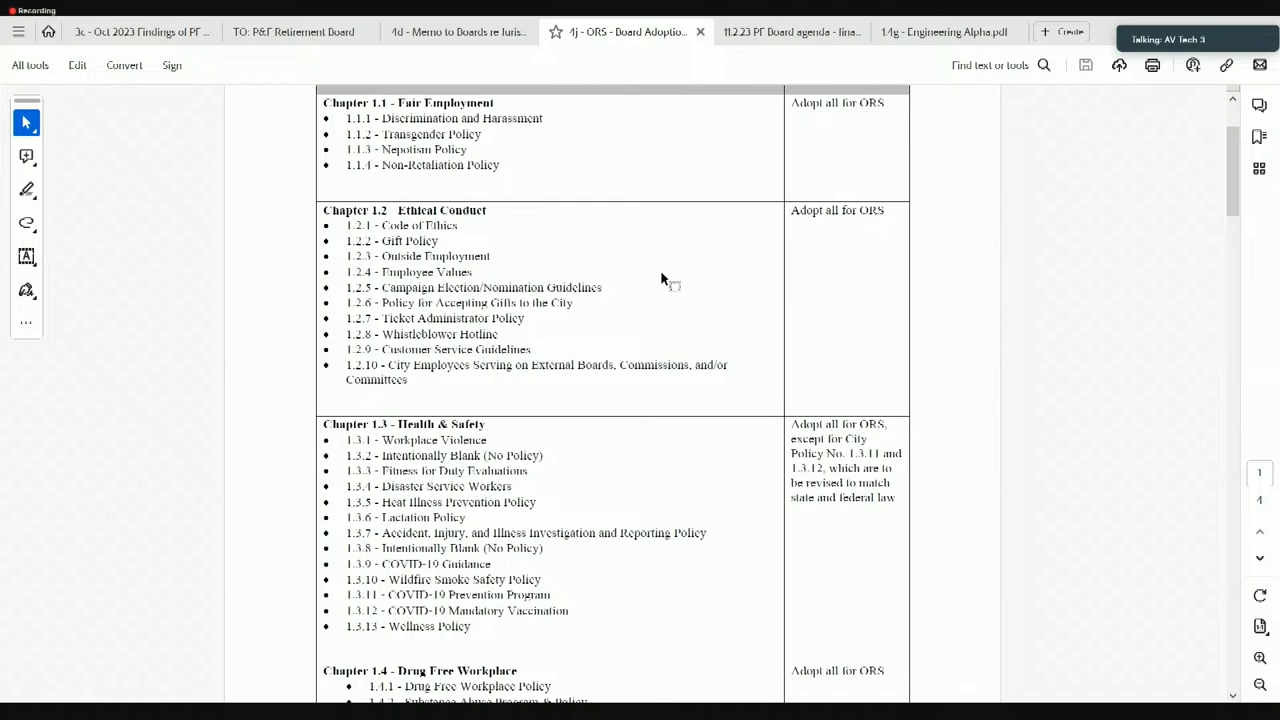 Recording
3c - Oct 2023 Findings of PF ...
TO: P&F Retirement Board
4d - Memo to Boards re Juris...
4j - ORS - Board Adoptio...
11.2.23 PF Board agenda - fina...
1.4g - Engineering Alpha.pdf
Create
Talking: AV Tech 3
All tools
Edit
Convert
Sign
Find text or tools
Chapter 1.1 - Fair Employment
Adopt all for ORS
• 1.1.1 - Discrimination and Harassment
• 1.1.2 - Transgender Policy
• 1.1.3 - Nepotism Policy
• 1.1.4 - Non-Retaliation Policy
Chapter 1.2 Ethical Conduct
Adopt all for ORS
• 1.2.1 - Code of Ethics
• 1.2.2 - Gift Policy
• 1.2.3 - Outside Employment
• 1.2.4 - Employee Values
• 1.2.5 - Campaign Election/Nomination Guidelines
• 1.2.6 - Policy for Accepting Gifts to the City
• 1.2.7 - Ticket Administrator Policy
• 1.2.8 - Whistleblower Hotline
• 1.2.9 - Customer Service Guidelines
• 1.2.10 - City Employees Serving on External Boards, Commissions, and/or
Committees
Chapter 1.3 - Health & Safety
• 1.3.1 - Workplace Violence
• 1.3.2 - Intentionally Blank (No Policy)
• 1.3.3 - Fitness for Duty Evaluations
• 1.3.4 - Disaster Service Workers
• 1.3.5 - Heat Illness Prevention Policy
• 1.3.6 - Lactation Policy
• 1.3.7 - Accident, Injury, and Illness Investigation and Reporting Policy
• 1.3.8 - Intentionally Blank (No Policy)
• 1.3.9 - COVID-19 Guidance
• 1.3.10 - Wildfire Smoke Safety Policy
• 1.3.11 - COVID-19 Prevention Program
• 1.3.12 - COVID-19 Mandatory Vaccination
• 1.3.13 - Wellness Policy
Adopt all for ORS,
except for City
Policy No. 1.3.11 and
1.3.12, which are to
be revised to match
state and federal law
Chapter 1.4 - Drug Free Workplace
Adopt all for ORS
• 1.4.1 - Drug Free Workplace Policy
• 1.4.2 - Substance Abuse Program & Policy
1
4